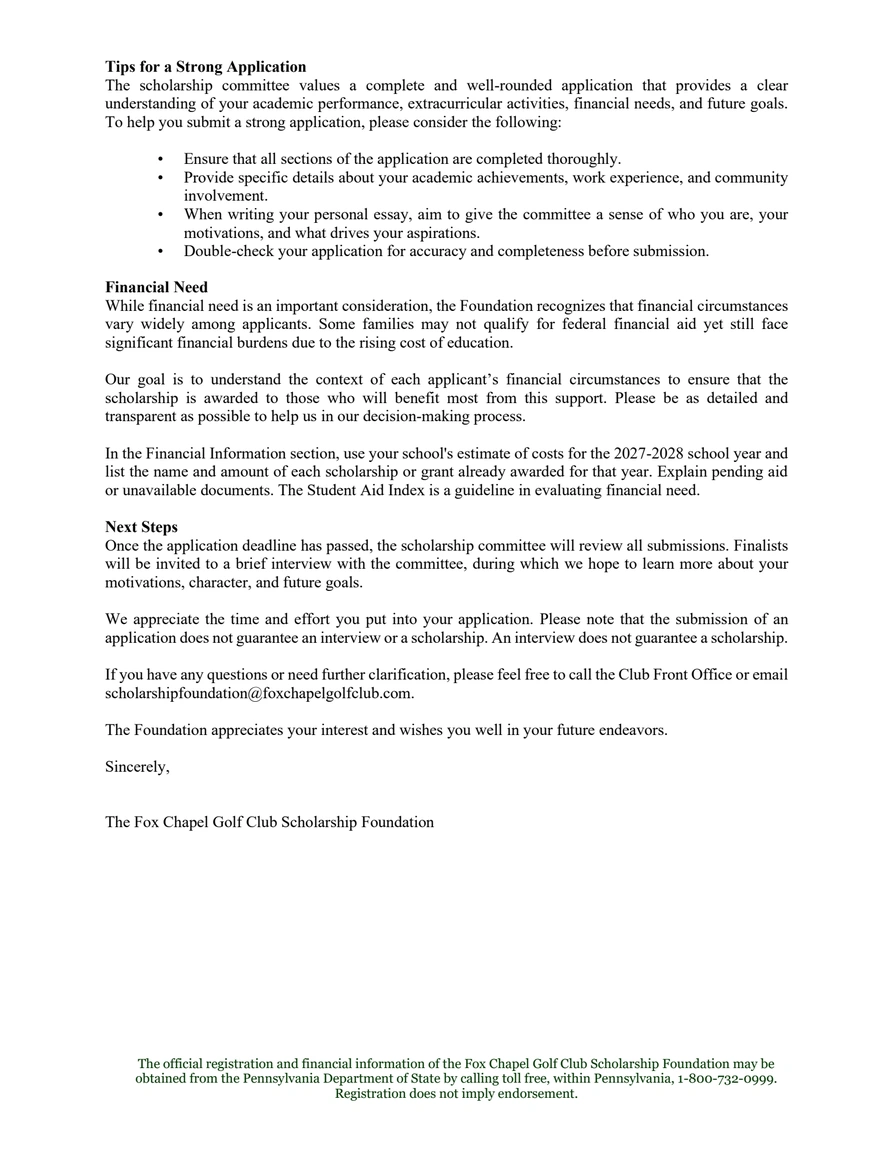 Tips for a Strong Application
The scholarship committee values a complete and well-rounded application that provides a clear
understanding of your academic performance, extracurricular activities, financial needs, and future goals.
To help you submit a strong application, please consider the following:
• Ensure that all sections of the application are completed thoroughly.
• Provide specific details about your academic achievements, work experience, and community
involvement.
• When writing your personal essay, aim to give the committee a sense of who you are, your
motivations, and what drives your aspirations.
• Double-check your application for accuracy and completeness before submission.
Financial Need
While financial need is an important consideration, the Foundation recognizes that financial circumstances
vary widely among applicants. Some families may not qualify for federal financial aid yet still face
significant financial burdens due to the rising cost of education.
Our goal is to understand the context of each applicant’s financial circumstances to ensure that the
scholarship is awarded to those who will benefit most from this support. Please be as detailed and
transparent as possible to help us in our decision-making process.
In the Financial Information section, use your school's estimate of costs for the 2027-2028 school year and
list the name and amount of each scholarship or grant already awarded for that year. Explain pending aid
or unavailable documents. The Student Aid Index is a guideline in evaluating financial need.
Next Steps
Once the application deadline has passed, the scholarship committee will review all submissions. Finalists
will be invited to a brief interview with the committee, during which we hope to learn more about your
motivations, character, and future goals.
We appreciate the time and effort you put into your application. Please note that the submission of an
application does not guarantee an interview or a scholarship. An interview does not guarantee a scholarship.
If you have any questions or need further clarification, please feel free to call the Club Front Office or email
scholarshipfoundation@foxchapelgolfclub.com.
The Foundation appreciates your interest and wishes you well in your future endeavors.
Sincerely,
The Fox Chapel Golf Club Scholarship Foundation
The official registration and financial information of the Fox Chapel Golf Club Scholarship Foundation may be
obtained from the Pennsylvania Department of State by calling toll free, within Pennsylvania, 1-800-732-0999.
Registration does not imply endorsement.